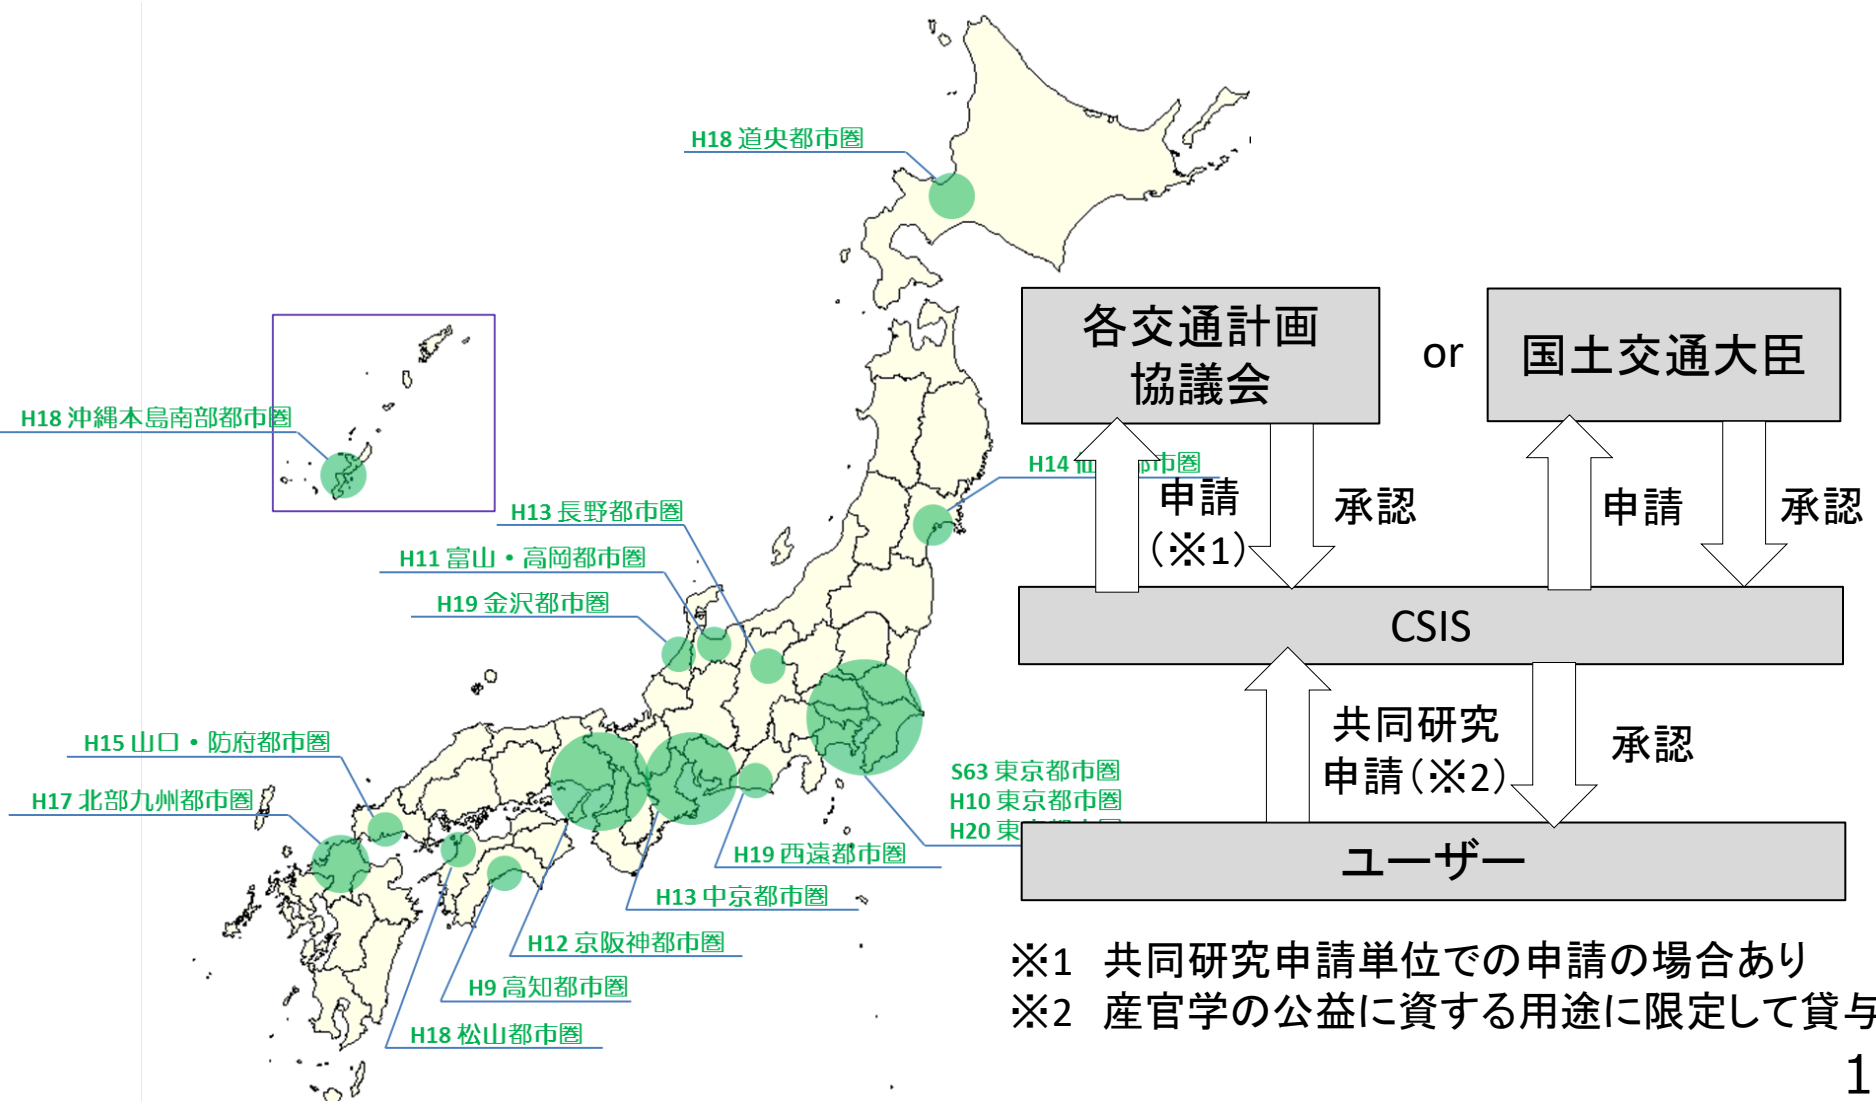 H18 道央都市圏
H18 沖縄本島南部都市圏
H14 都市圏
H13 長野都市圏
H11 富山・高岡都市圏
H19 金沢都市圏
H15 山口・防府都市圏
H17 北部九州都市圏
S63 東京都市圏
H10 東京都市圏
H20 東
H19 西遠都市圏
H13 中京都市圏
H12 京阪神都市圏
H9 高知都市圏
H18 松山都市圏
各交通計画
協議会
or
国土交通大臣
申請
(※1)
承認
申請
承認
CSIS
共同研究
申請(※2)
承認
ユーザー
※1 共同研究申請単位での申請の場合あり
※2 産官学の公益に資する用途に限定して貸与
1